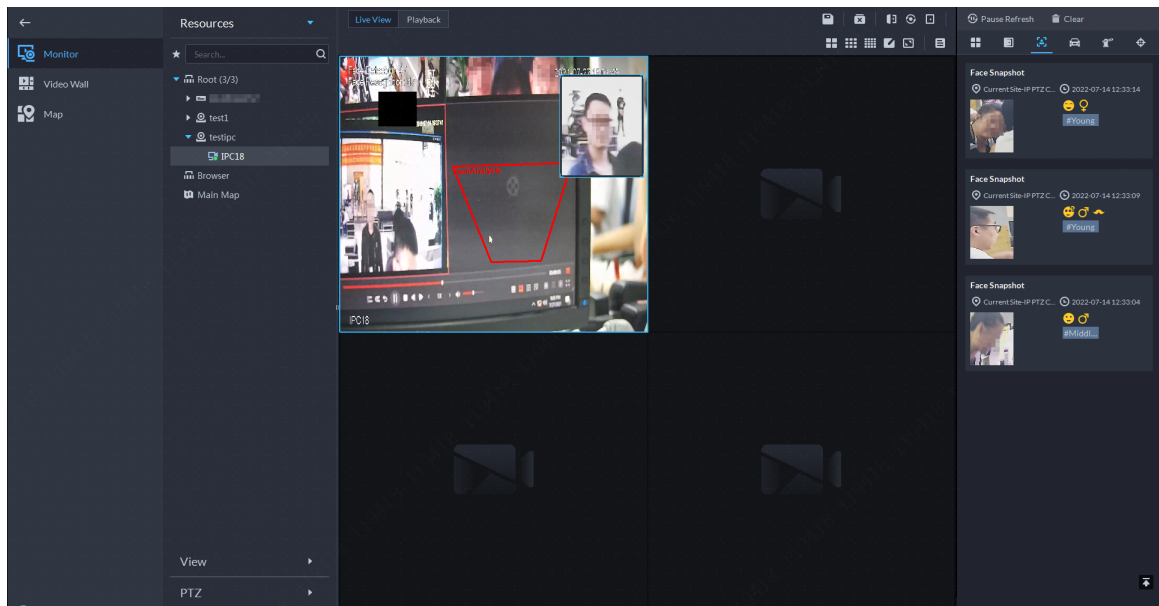 Resources
Live View
Playback
Pause Refresh
Clear
Monitor
Search...
Video Wall
Root (3/3)
Face Snapshot
Current Site-IP PTZ C...
2022-07-14 12:33:14
#Young
Map
test1
testipc
IPC18
Browser
Main Map
Face Snapshot
Current Site-IP PTZ C...
2022-07-14 12:33:09
#Young
Face Snapshot
Current Site-IP PTZ C...
2022-07-14 12:33:04
#Middl...
IPC18
View
PTZ